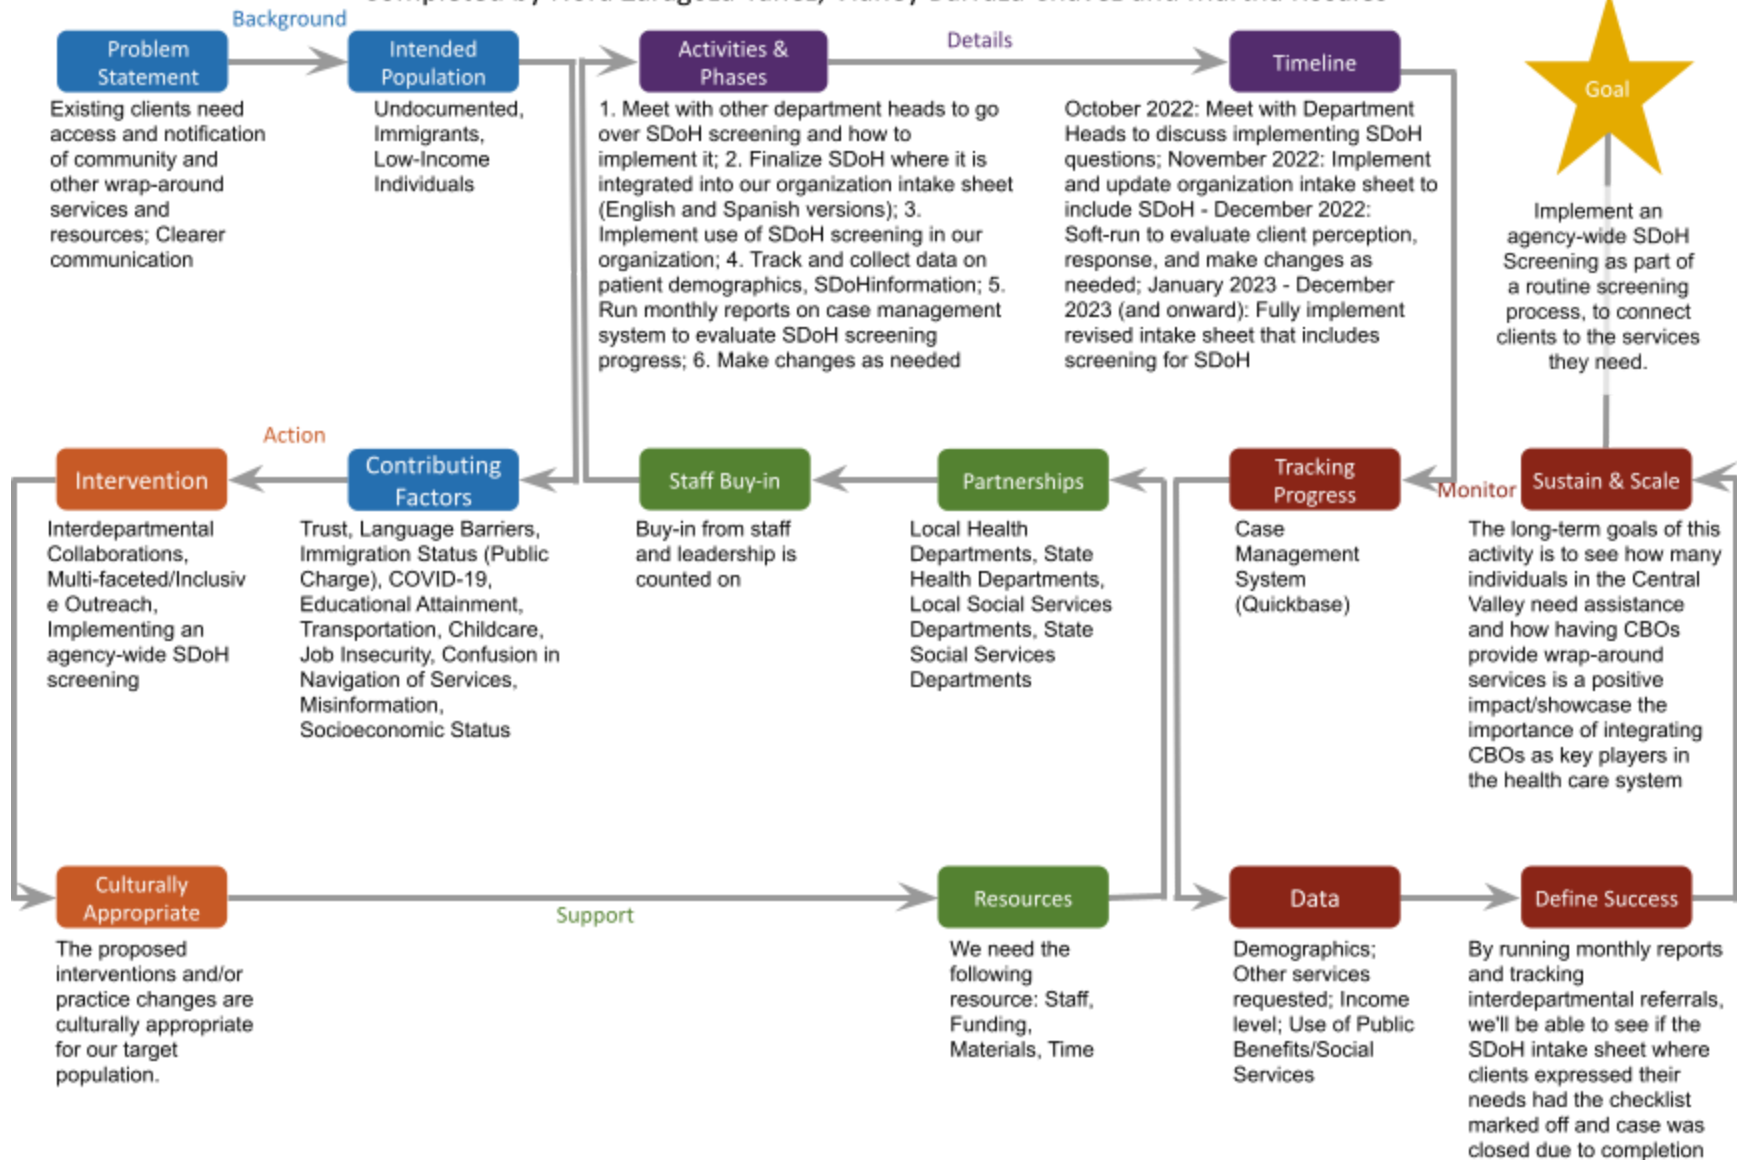 Background
Problem
Statement
Existing clients need
access and notification
of community and
other wrap-around
services and
resources; Clearer
communication
Intended
Population
Undocumented,
Immigrants,
Low-Income
Individuals
Activities &
Phases
1. Meet with other department heads to go
over SDoH screening and how to
implement it; 2. Finalize SDoH where it is
integrated into our organization intake sheet
(English and Spanish versions); 3.
Implement use of SDoH screening in our
organization; 4. Track and collect data on
patient demographics, SDoHinformation; 5.
Run monthly reports on case management
system to evaluate SDoH screening
progress; 6. Make changes as needed
Details
Timeline
October 2022: Meet with Department
Heads to discuss implementing SDoH
questions; November 2022: Implement
and update organization intake sheet to
include SDoH - December 2022:
Soft-run to evaluate client perception,
response, and make changes as
needed; January 2023 - December
2023 (and onward): Fully implement
revised intake sheet that includes
screening for SDoH
Goal
Implement an
agency-wide SDoH
Screening as part of
a routine screening
process, to connect
clients to the services
they need.
Action
Intervention
Interdepartmental
Collaborations,
Multi-faceted/Inclusiv
e Outreach,
Implementing an
agency-wide SDoH
screening
Contributing
Factors
Trust, Language Barriers,
Immigration Status (Public
Charge), COVID-19,
Educational Attainment,
Transportation, Childcare,
Job Insecurity, Confusion in
Navigation of Services,
Misinformation,
Socioeconomic Status
Staff Buy-in
Buy-in from staff
and leadership is
counted on
Partnerships
Local Health
Departments, State
Health Departments,
Local Social Services
Departments, State
Social Services
Departments
Tracking
Progress
Case
Management
System
(Quickbase)
Monitor
Sustain & Scale
The long-term goals of this
activity is to see how many
individuals in the Central
Valley need assistance
and how having CBOs
provide wrap-around
services is a positive
impact/showcase the
importance of integrating
CBOs as key players in
the health care system
Culturally
Appropriate
The proposed
interventions and/or
practice changes are
culturally appropriate
for our target
population.
Support
Resources
We need the
following
resource: Staff,
Funding,
Materials, Time
Data
Demographics;
Other services
requested; Income
level; Use of Public
Benefits/Social
Services
Define Success
By running monthly reports
and tracking
interdepartmental referrals,
we'll be able to see if the
SDoH intake sheet where
clients expressed their
needs had the checklist
marked off and case was
closed due to completion